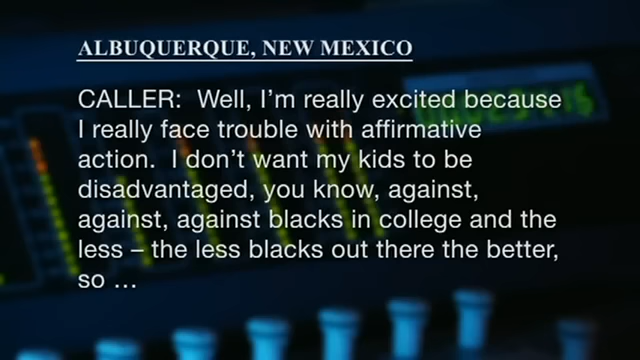 ALBUQUERQUE, NEW MEXICO
CALLER:  Well, I'm really excited because
I really face trouble with affirmative
action.  I don't want my kids to be
disadvantaged, you know, against,
against, against blacks in college and the
less – the less blacks out there the better,
so …